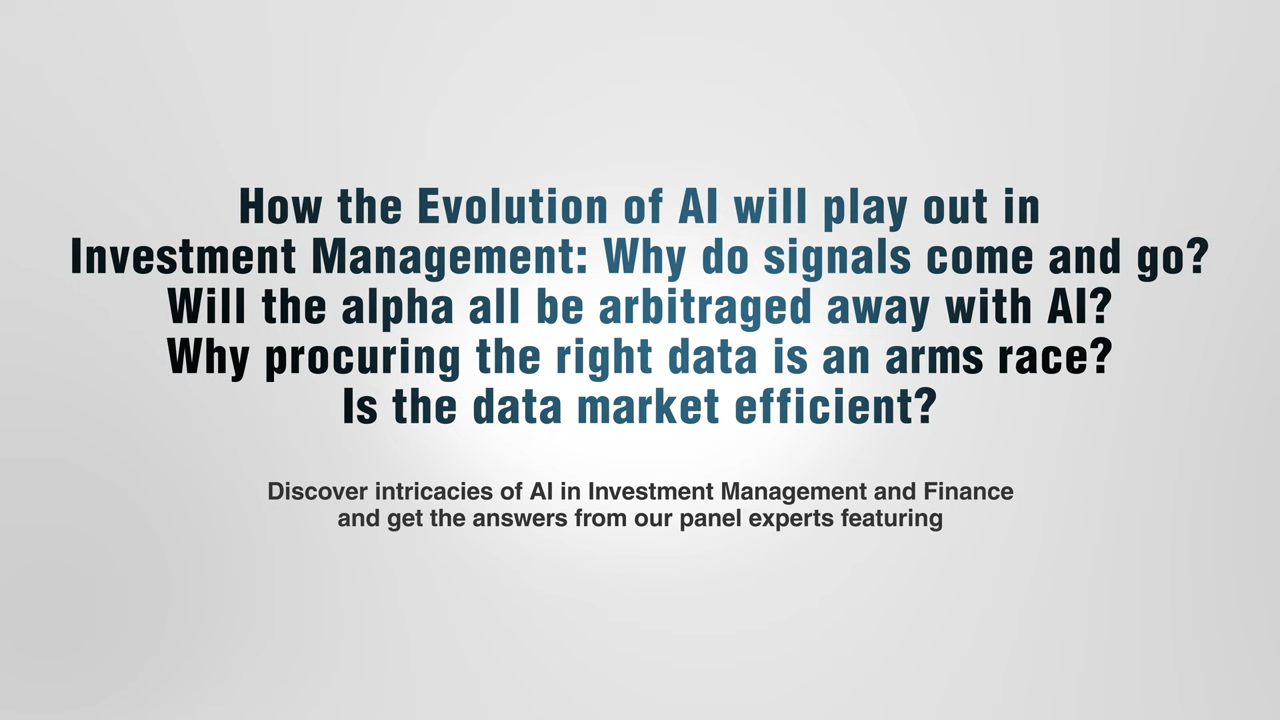 How the Evolution of AI will play out in
Investment Management: Why do signals come and go?
Will the alpha all be arbitraged away with AI?
Why procuring the right data is an arms race?
Is the data market efficient?
Discover intricacies of AI in Investment Management and Finance
and get the answers from our panel experts featuring